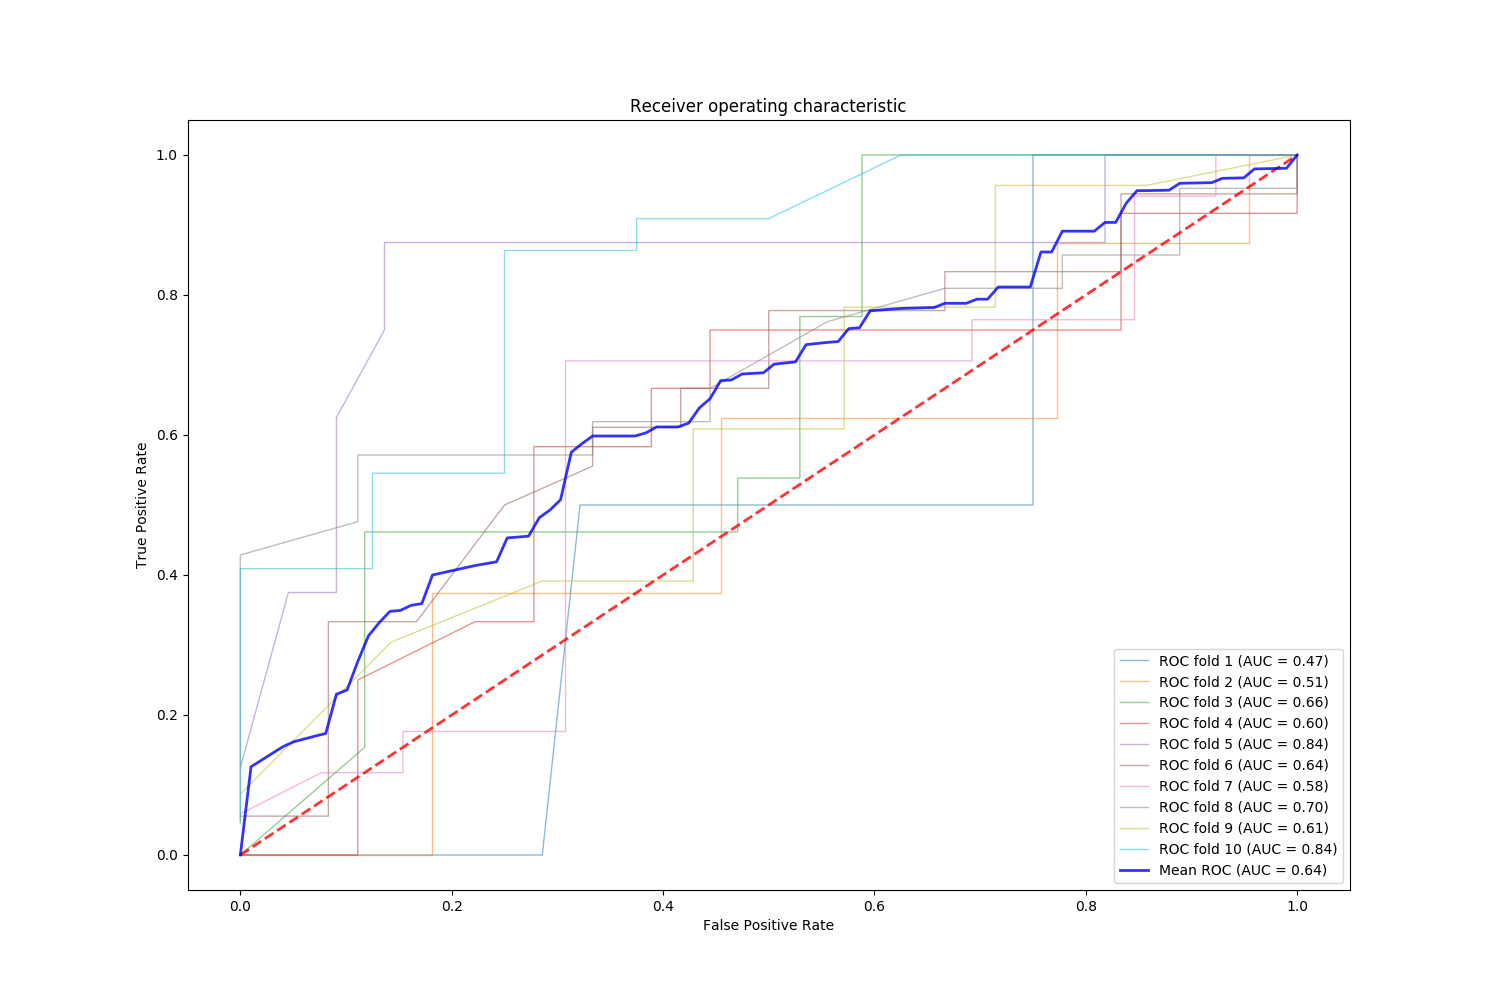 Receiver operating characteristic
1.0
0.8
0.6
0.4
0.2
0.0
True Positive Rate
0.0 0.2 0.4 0.6 0.8 1.0
False Positive Rate
ROC fold 1 (AUC = 0.47)
ROC fold 2 (AUC = 0.51)
ROC fold 3 (AUC = 0.66)
ROC fold 4 (AUC = 0.60)
ROC fold 5 (AUC = 0.84)
ROC fold 6 (AUC = 0.64)
ROC fold 7 (AUC = 0.58)
ROC fold 8 (AUC = 0.70)
ROC fold 9 (AUC = 0.61)
ROC fold 10 (AUC = 0.84)
Mean ROC (AUC = 0.64)